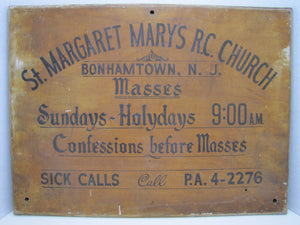 St. MARGARET MARY'S R.C. CHURCH
BONHAMTOWN, N. J.
Masses
Sundays - Holydays 9:00 A.M.
Confessions before Masses
SICK CALLS Call P.A. 4-2276